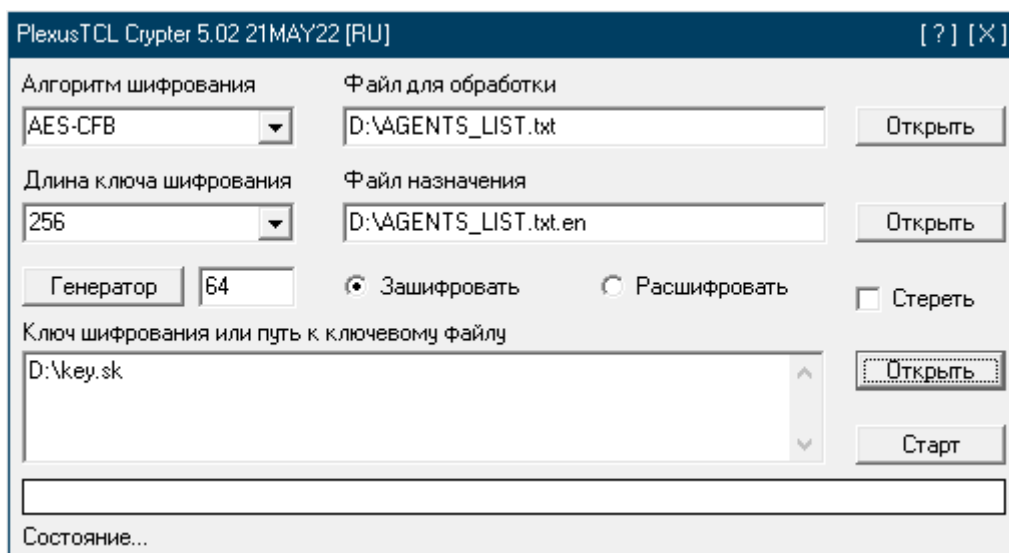 PlexusTCL Crypter 5.02 21MAY22 [RU] [ ? ] [X]
Алгоритм шифрования Файл для обработки
AES-CFB D:\AGENTS_LIST.txt Открыть
Длина ключа шифрования Файл назначения
256 D:\AGENTS_LIST.txt.en Открыть
Генератор 64 Зашифровать Расшифровать Стереть
Ключ шифрования или путь к ключевому файлу
D:\key.sk Открыть
Старт
Состояние...